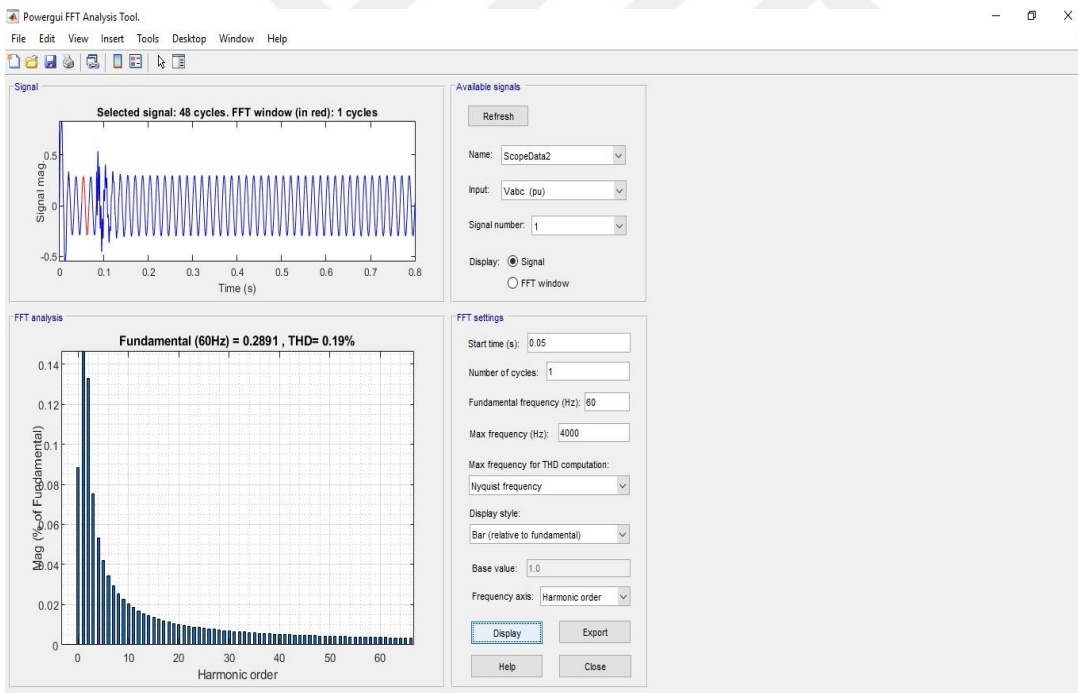 Powergui FFT Analysis Tool.
File Edit View Insert Tools Desktop Window Help
Signal
Selected signal: 48 cycles. FFT window (in red): 1 cycles
Signal mag.
0.5
0
-0.5
0 0.1 0.2 0.3 0.4 0.5 0.6 0.7 0.8
Time (s)
Available signals
Refresh
Name: ScopeData2
Input: Vabc (pu)
Signal number: 1
Display: Signal
FFT window
FFT analysis
Fundamental (60Hz) = 0.2891 , THD= 0.19%
Mag (% of Fundamental)
0.14
0.12
0.1
0.08
0.06
0.04
0.02
0
0 10 20 30 40 50 60
Harmonic order
FFT settings
Start time (s): 0.05
Number of cycles: 1
Fundamental frequency (Hz): 60
Max frequency (Hz): 4000
Max frequency for THD computation:
Nyquist frequency
Display style:
Bar (relative to fundamental)
Base value: 1.0
Frequency axis: Harmonic order
Display Export
Help Close